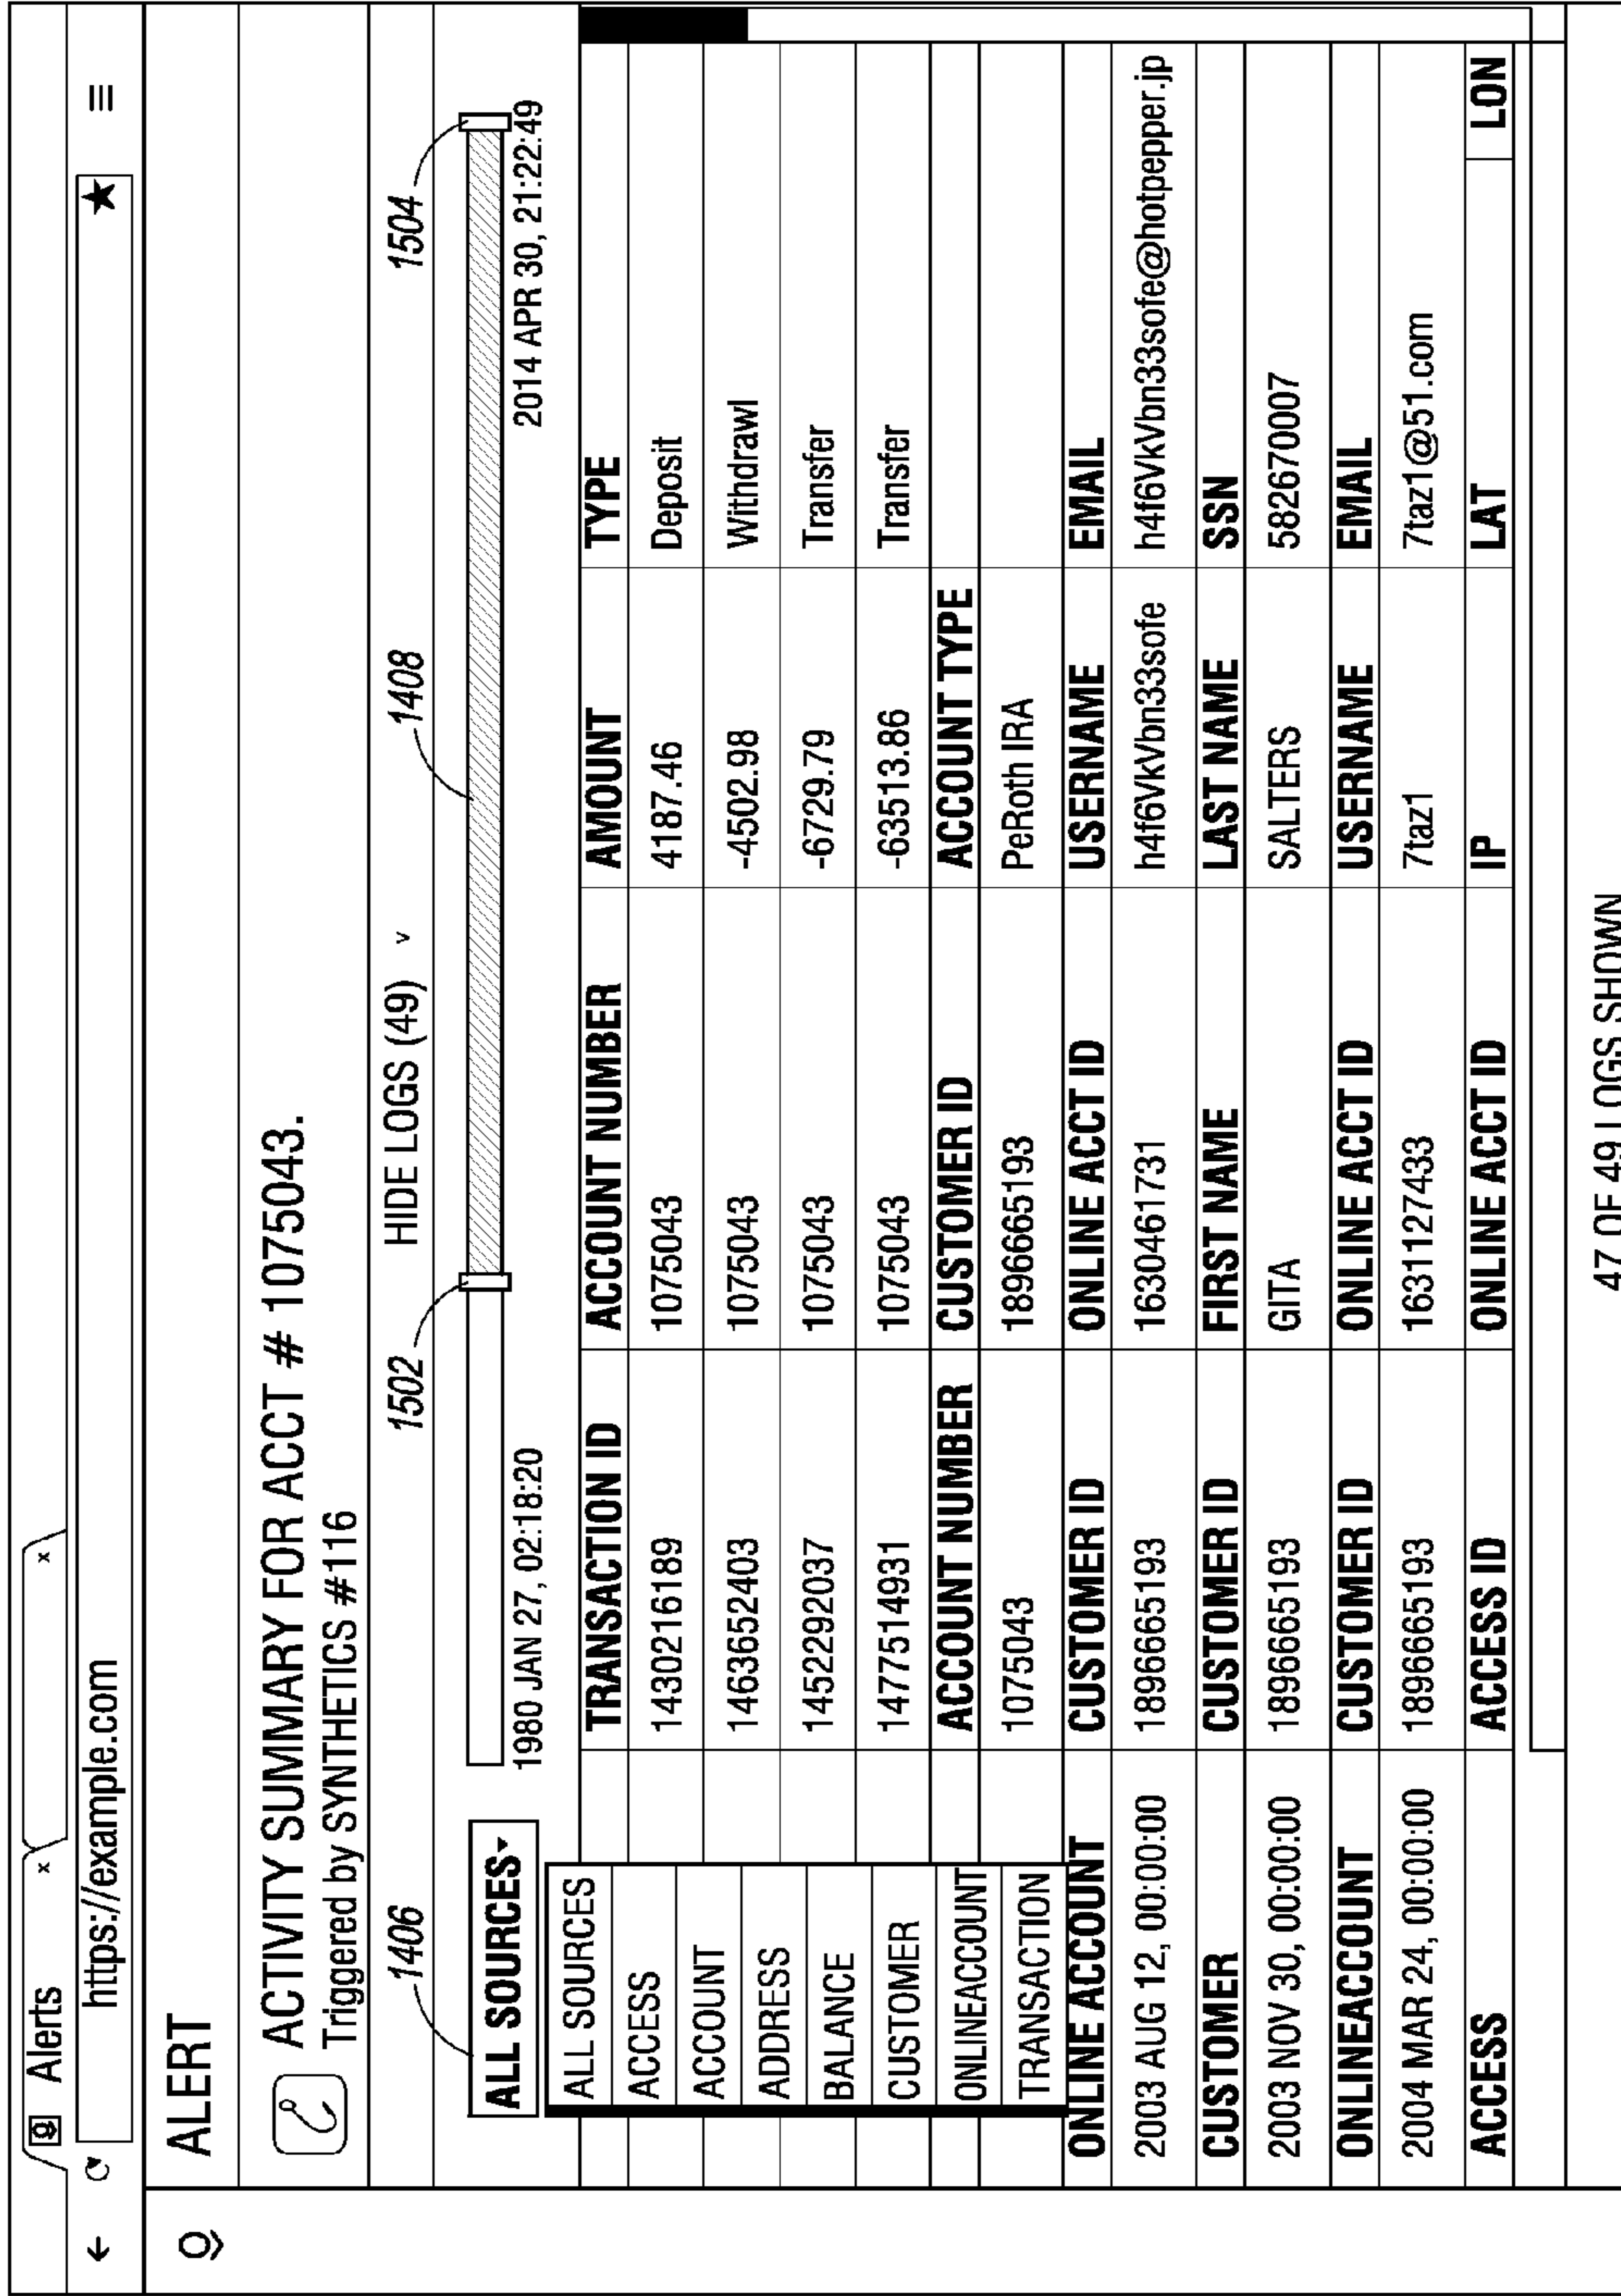 Alerts x x
https://example.com
ALERT
ACTIVITY SUMMARY FOR ACCT # 1075043.
Triggered by SYNTHETICS #116
HIDE LOGS (49) v
1406 1502 1408 1504
ALL SOURCES
1980 JAN 27, 02:18:20 2014 APR 30, 21:22:49
ALL SOURCES
ACCESS
ACCOUNT
ADDRESS
BALANCE
CUSTOMER
ONLINEACCOUNT
TRANSACTION
TRANSACTION ID ACCOUNT NUMBER AMOUNT TYPE
1430216189 1075043 4187.46 Deposit
1463652403 1075043 -4502.98 Withdrawl
1452292037 1075043 -6729.79 Transfer
1477514931 1075043 -63513.86 Transfer
ACCOUNT NUMBER CUSTOMER ID ACCOUNT TYPE
1075043 1896665193 PeRoth IRA
ONLINE ACCOUNT CUSTOMER ID ONLINE ACCT ID USERNAME EMAIL
2003 AUG 12, 00:00:00 1896665193 1630461731 h4f6VkVbn33sofe h4f6VkVbn33sofe@hotpepper.jp
CUSTOMER CUSTOMER ID FIRST NAME LAST NAME SSN
2003 NOV 30, 00:00:00 1896665193 GITA SALTERS 582670007
ONLINEACCOUNT CUSTOMER ID ONLINE ACCT ID USERNAME EMAIL
2004 MAR 24, 00:00:00 1896665193 1631127433 7taz1 7taz1@51.com
ACCESS ACCESS ID ONLINE ACCT ID IP LAT LON
47 OF 49 LOGS SHOWN